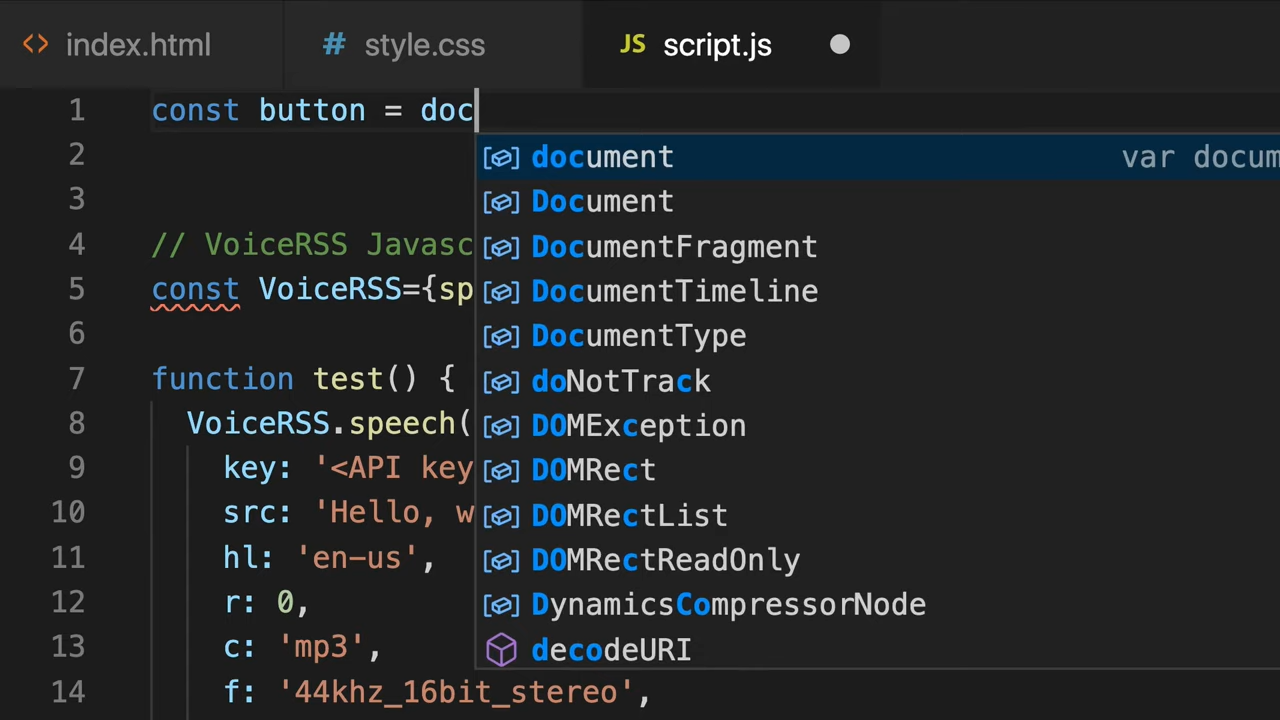 index.html # style.css JS script.js
1 const button = doc
2
3
4 // VoiceRSS Javasc
5 const VoiceRSS={sp
6
7 function test() {
8 VoiceRSS.speech(
9 key: '<API key
10 src: 'Hello, w
11 hl: 'en-us',
12 r: 0,
13 c: 'mp3',
14 f: '44khz_16bit_stereo',
document var docum
Document
DocumentFragment
DocumentTimeline
DocumentType
doNotTrack
DOMException
DOMRect
DOMRectList
DOMRectReadOnly
DynamicsCompressorNode
decodeURI